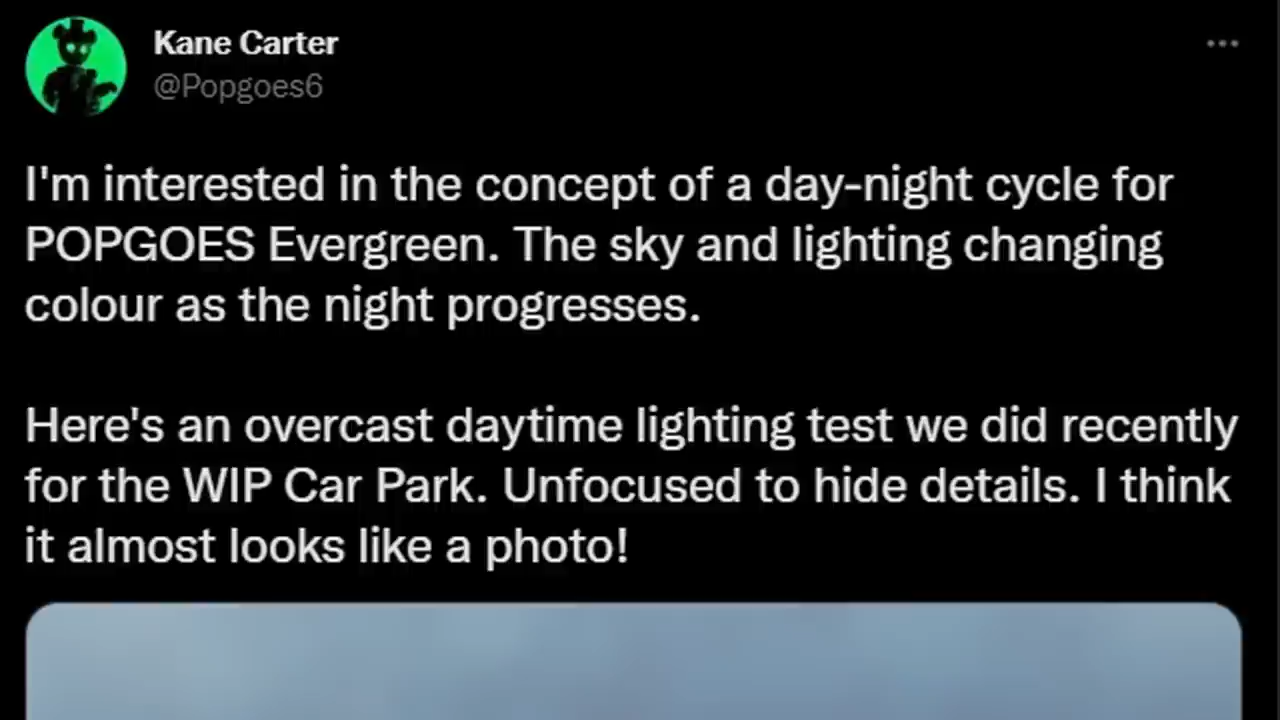 Kane Carter
@Popgoes6
I'm interested in the concept of a day-night cycle for
POPGOES Evergreen. The sky and lighting changing
colour as the night progresses.
Here's an overcast daytime lighting test we did recently
for the WIP Car Park. Unfocused to hide details. I think
it almost looks like a photo!